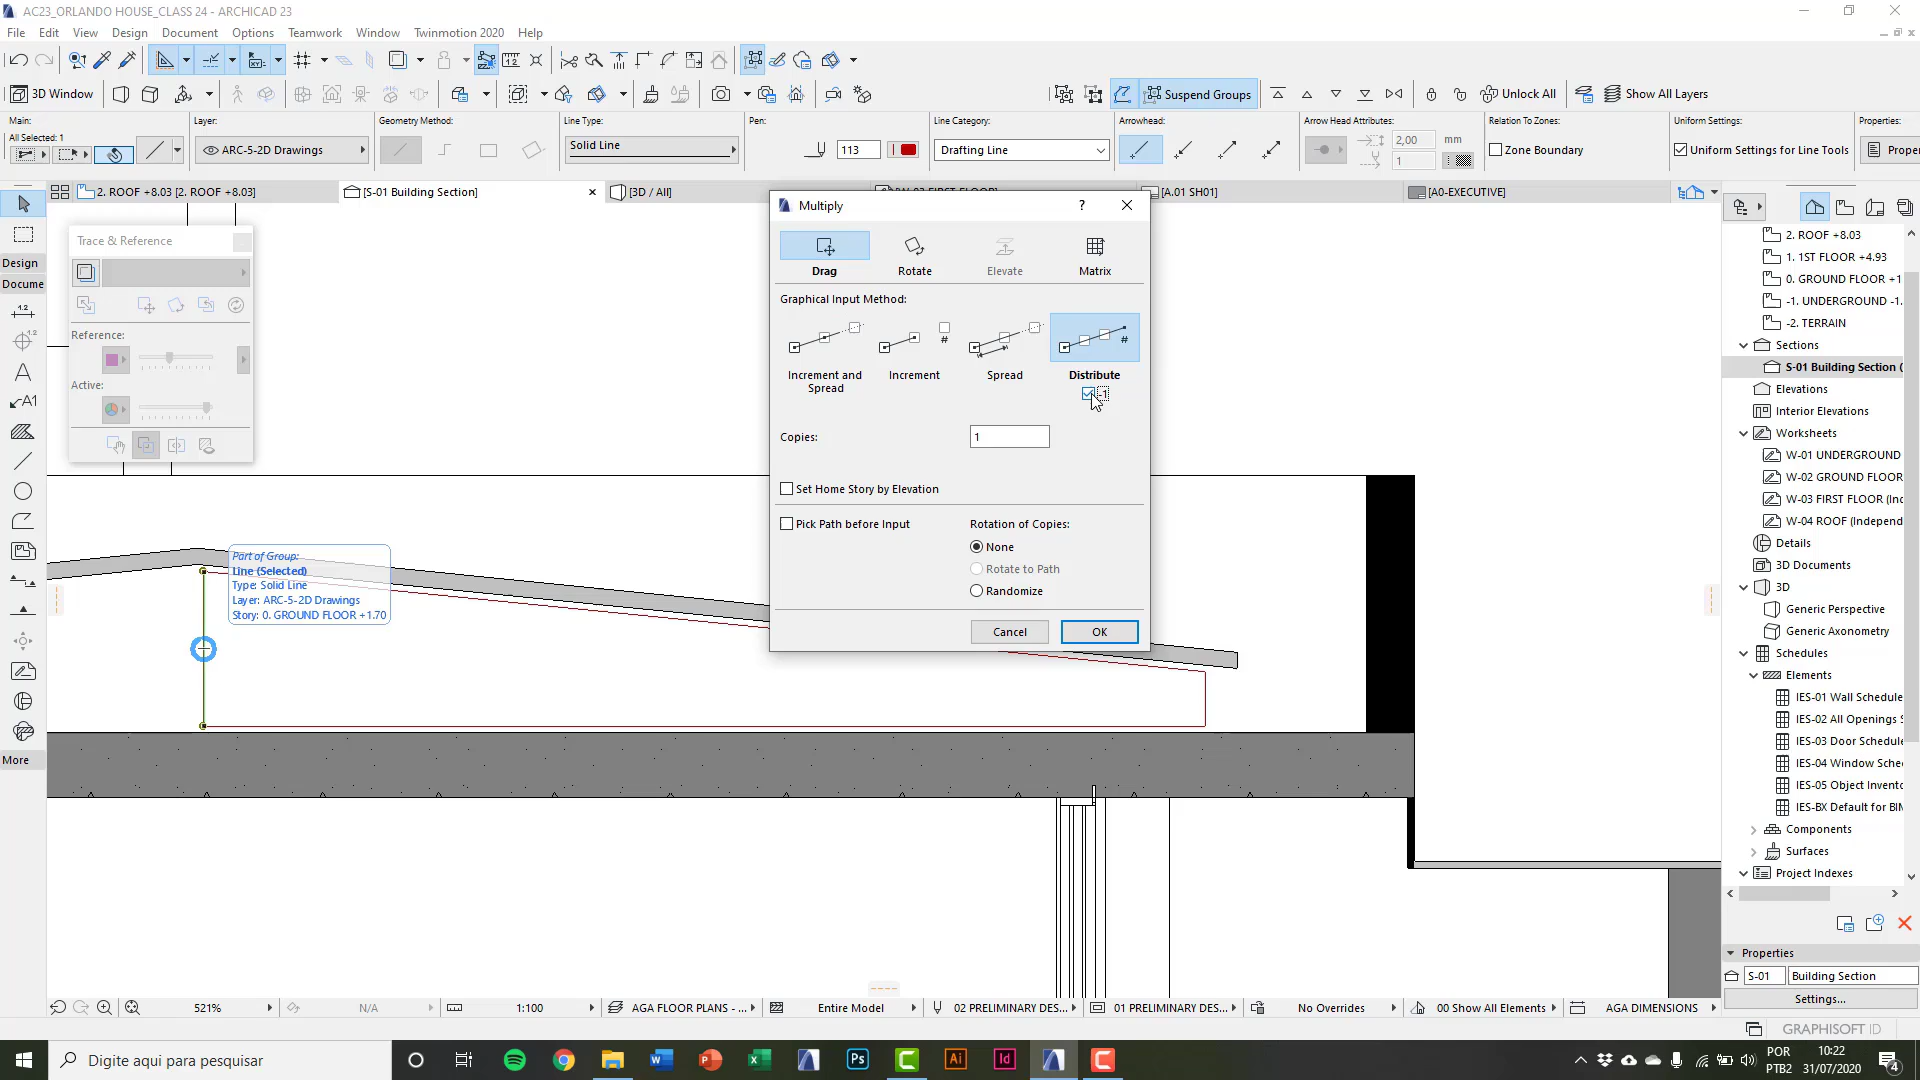 AC23_ORLANDO HOUSE_CLASS 24 - ARCHICAD 23
File Edit View Design Document Options Teamwork Window Twinmotion 2020 Help
3D Window
Suspend Groups
Unlock All
Show All Layers
Main:
All Selected: 1
Layer:
ARC-5-2D Drawings
Geometry Method:
Line Type:
Solid Line
Pen:
113
Line Category:
Drafting Line
Arrowhead:
Arrow Head Attributes:
2,00 mm
1
Relation To Zones:
Zone Boundary
Uniform Settings:
Uniform Settings for Line Tools
Properties:
Proper
2. ROOF +8.03 [2. ROOF +8.03]
[S-01 Building Section]
[3D / All]
[A.01 SH01]
[A0-EXECUTIVE]
Trace & Reference
Reference:
Active:
Design
Docume
More
Multiply
?
Drag
Rotate
Elevate
Matrix
Graphical Input Method:
Increment and Spread
Increment
Spread
Distribute
-1
Copies:
1
Set Home Story by Elevation
Pick Path before Input
Rotation of Copies:
None
Rotate to Path
Randomize
Cancel
OK
Part of Group:
Line (Selected)
Type: Solid Line
Layer: ARC-5-2D Drawings
Story: 0. GROUND FLOOR +1.70
2. ROOF +8.03
1. 1ST FLOOR +4.93
0. GROUND FLOOR +1
-1. UNDERGROUND -1.
-2. TERRAIN
Sections
S-01 Building Section (
Elevations
Interior Elevations
Worksheets
W-01 UNDERGROUND
W-02 GROUND FLOOR
W-03 FIRST FLOOR (Ind
W-04 ROOF (Independ
Details
3D Documents
3D
Generic Perspective
Generic Axonometry
Schedules
Elements
IES-01 Wall Schedule
IES-02 All Openings S
IES-03 Door Schedule
IES-04 Window Sche
IES-05 Object Invento
IES-BX Default for BIM
Components
Surfaces
Project Indexes
Properties
S-01 Building Section
Settings...
521%
N/A
1:100
AGA FLOOR PLANS - ...
Entire Model
02 PRELIMINARY DES...
01 PRELIMINARY DES...
No Overrides
00 Show All Elements
AGA DIMENSIONS
GRAPHISOFT ID
Digite aqui para pesquisar
POR
PTB2
10:22
31/07/2020
4